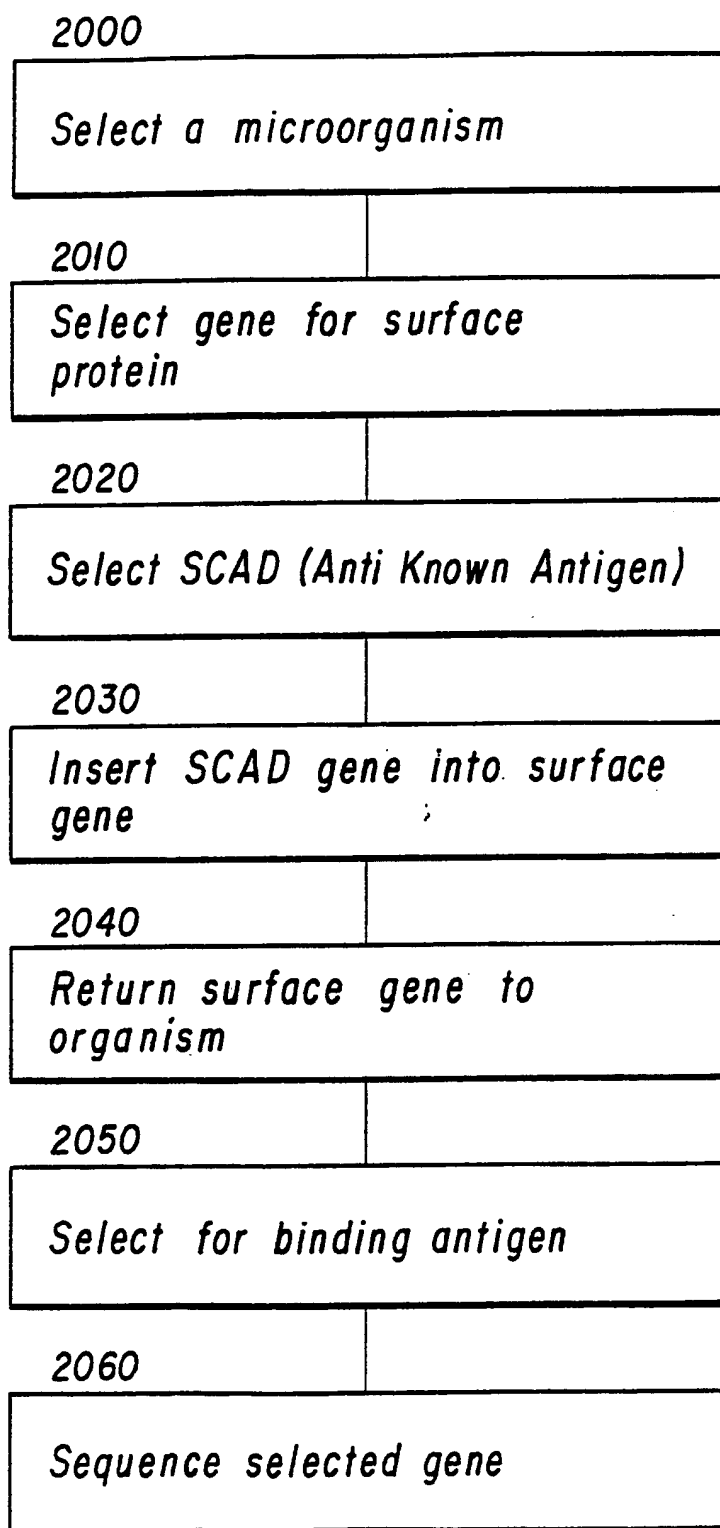 2000
Select a microorganism
2010
Select gene for surface
protein
2020
Select SCAD (Anti Known Antigen)
2030
Insert SCAD gene into surface
gene
2040
Return surface gene to
organism
2050
Select for binding antigen
2060
Sequence selected gene